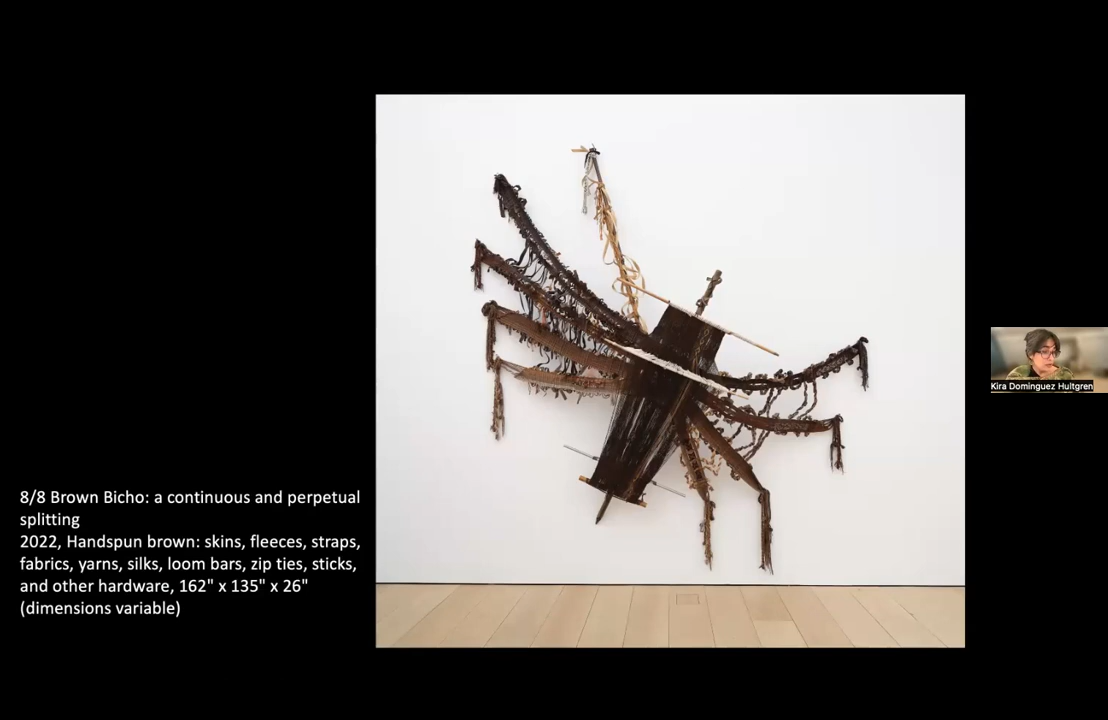 8/8 Brown Bicho: a continuous and perpetual
splitting
2022, Handspun brown: skins, fleeces, straps,
fabrics, yarns, silks, loom bars, zip ties, sticks,
and other hardware, 162" x 135" x 26"
(dimensions variable)
Kira Dominguez Hultgren